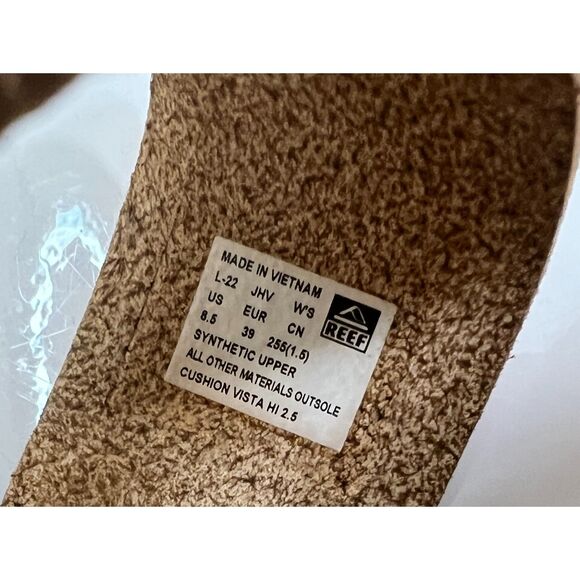 MADE IN VIETNAM
L-22 JHV W'S
US EUR CN
8.5 39 255(1.5)
SYNTHETIC UPPER
ALL OTHER MATERIALS OUTSOLE
CUSHION VISTA HI 2.5
REEF